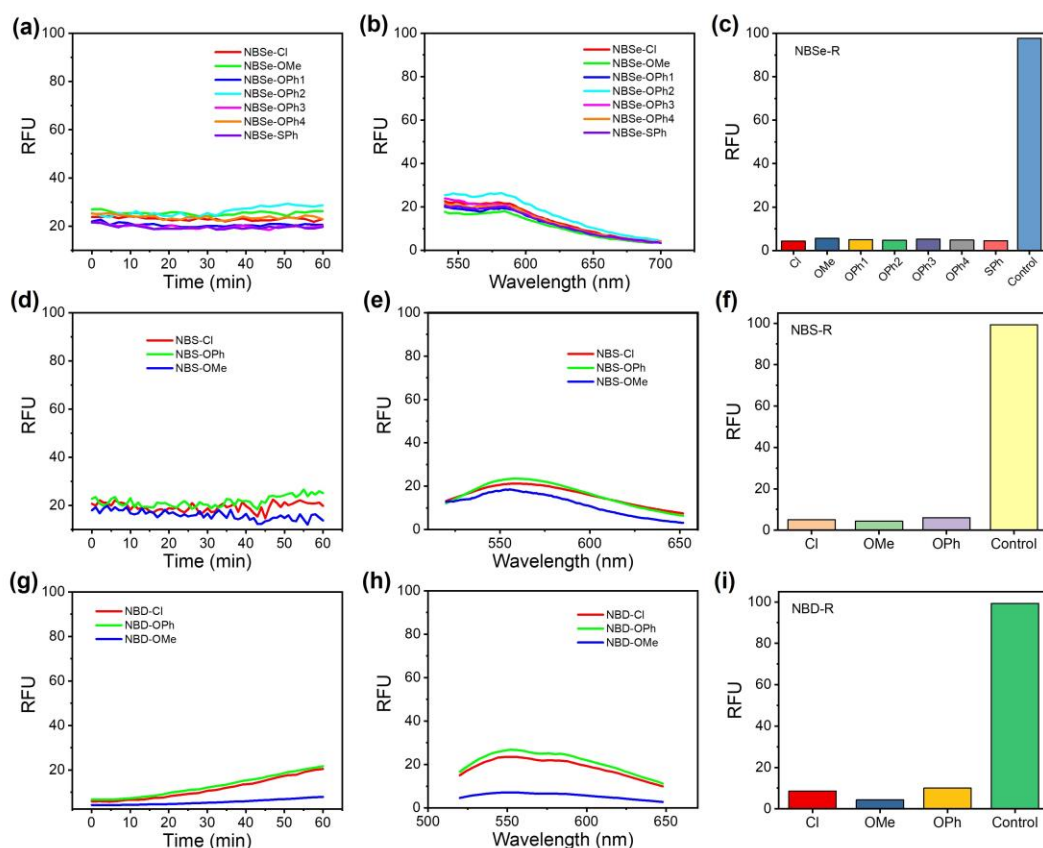 (a)
100
80
60
40
20
RFU
NBSe-Cl
NBSe-OMe
NBSe-OPh1
NBSe-OPh2
NBSe-OPh3
NBSe-OPh4
NBSe-SPh
0 10 20 30 40 50 60
Time (min)
(b)
100
80
60
40
20
0
RFU
NBSe-Cl
NBSe-OMe
NBSe-OPh1
NBSe-OPh2
NBSe-OPh3
NBSe-OPh4
NBSe-SPh
550 600 650 700
Wavelength (nm)
(c)
100
80
60
40
20
0
RFU
NBSe-R
Cl OMe OPh1 OPh2 OPh3 OPh4 SPh Control
(d)
100
80
60
40
20
RFU
NBS-Cl
NBS-OPh
NBS-OMe
0 10 20 30 40 50 60
Time (min)
(e)
100
80
60
40
20
0
RFU
NBS-Cl
NBS-OPh
NBS-OMe
550 600 650
Wavelength (nm)
(f)
100
80
60
40
20
0
RFU
NBS-R
Cl OMe OPh Control
(g)
100
80
60
40
20
RFU
NBD-Cl
NBD-OPh
NBD-OMe
0 10 20 30 40 50 60
Time (min)
(h)
100
80
60
40
20
0
RFU
NBD-Cl
NBD-OPh
NBD-OMe
500 550 600 650
Wavelength (nm)
(i)
100
80
60
40
20
0
RFU
NBD-R
Cl OMe OPh Control